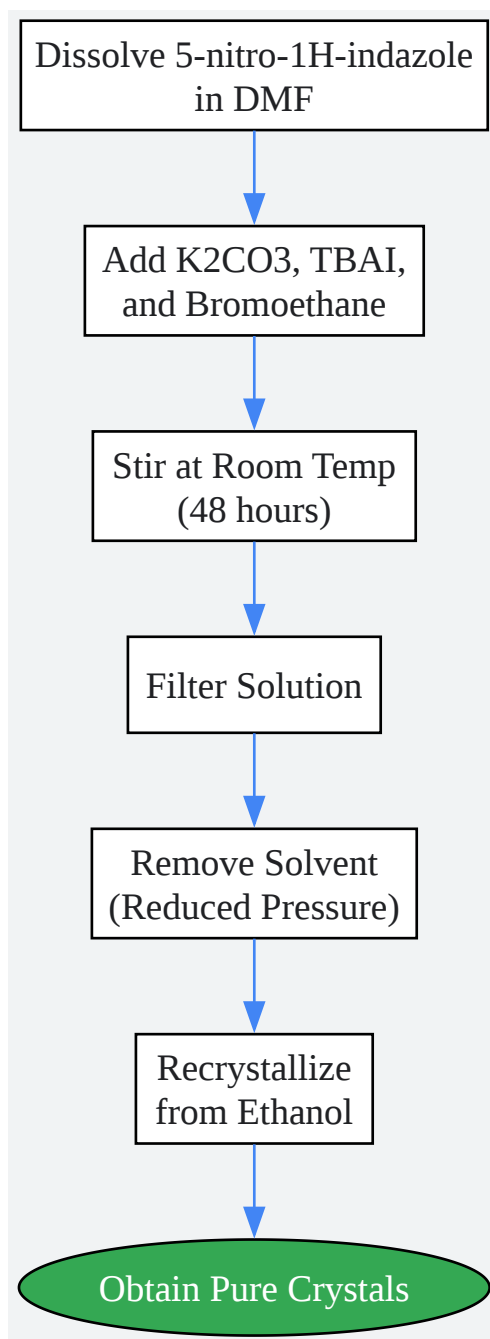 Dissolve 5-nitro-1H-indazole
in DMF
Add K2CO3, TBAI,
and Bromoethane
Stir at Room Temp
(48 hours)
Filter Solution
Remove Solvent
(Reduced Pressure)
Recrystallize
from Ethanol
Obtain Pure Crystals